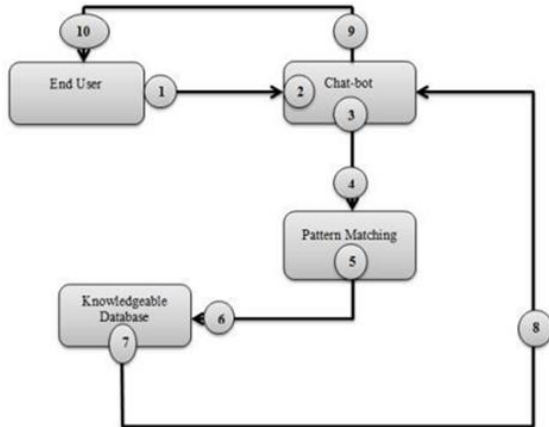 10
9
End User
1
2
Chat-bot
3
4
Pattern Matching
5
Knowledgeable
Database
6
7
8